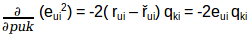 ∂/∂puk (eui²) = -2( rui – řui) qki = -2eui qki